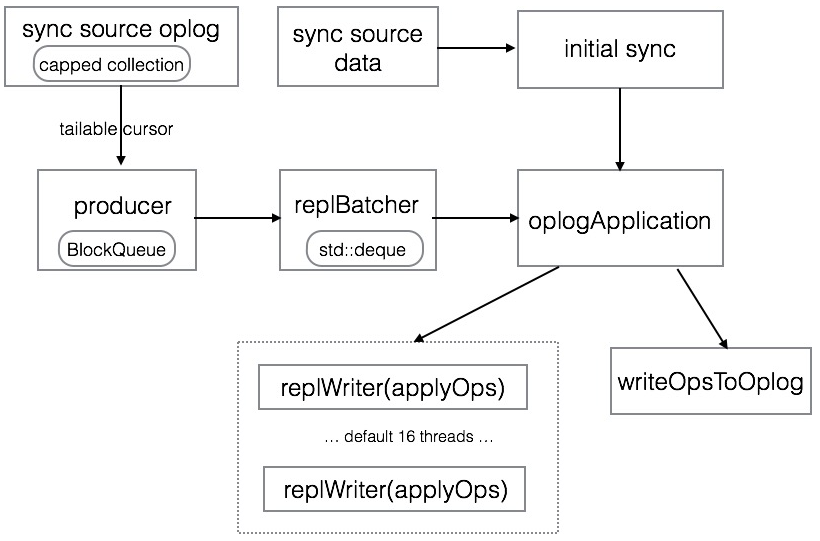 sync source oplog
capped collection
sync source
data
initial sync
tailable cursor
producer
BlockQueue
replBatcher
std::deque
oplogApplication
replWriter(applyOps)
... default 16 threads ...
replWriter(applyOps)
writeOpsToOplog